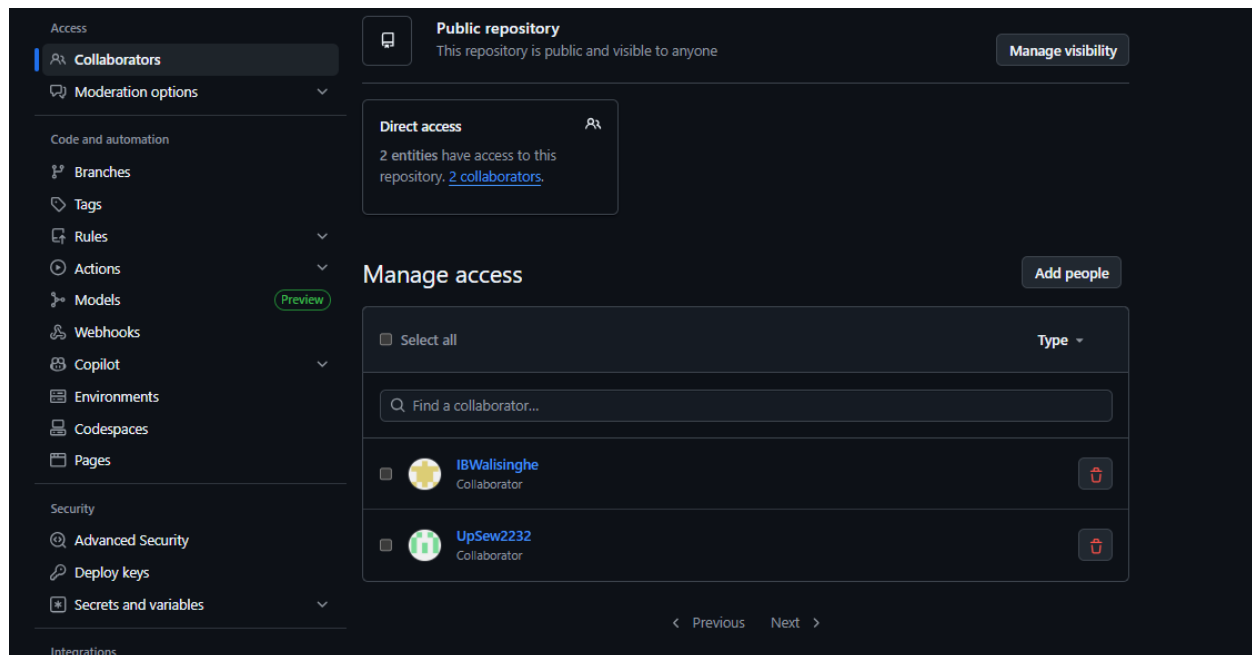 Access
Collaborators
Moderation options
Code and automation
Branches
Tags
Rules
Actions
Models
Preview
Webhooks
Copilot
Environments
Codespaces
Pages
Security
Advanced Security
Deploy keys
Secrets and variables
Integrations
Public repository
This repository is public and visible to anyone
Manage visibility
Direct access
2 entities have access to this
repository. 2 collaborators.
Manage access
Add people
Select all
Type
Find a collaborator...
IBWalisinghe
Collaborator
UpSew2232
Collaborator
Previous Next